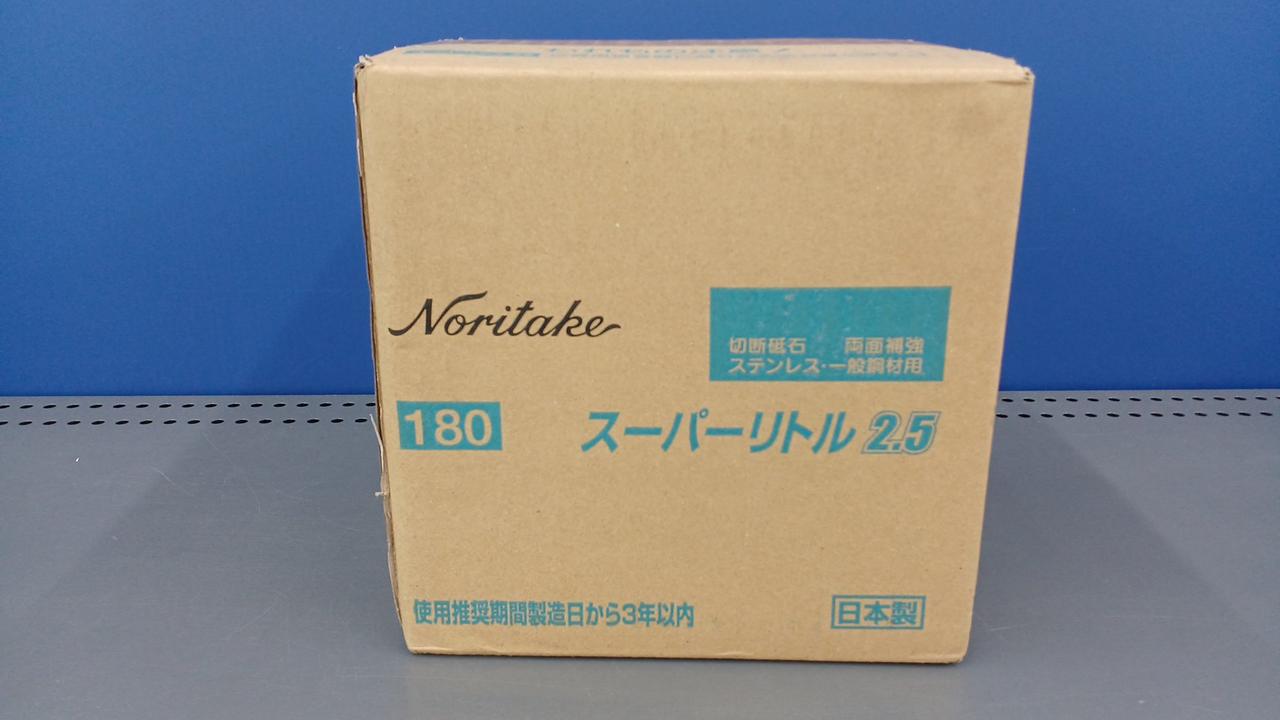 Noritake
切断砥石 両面補強
ステンレス・一般鋼材用
180
スーパーリトル 2.5
使用推奨期間製造日から3年以内
日本製